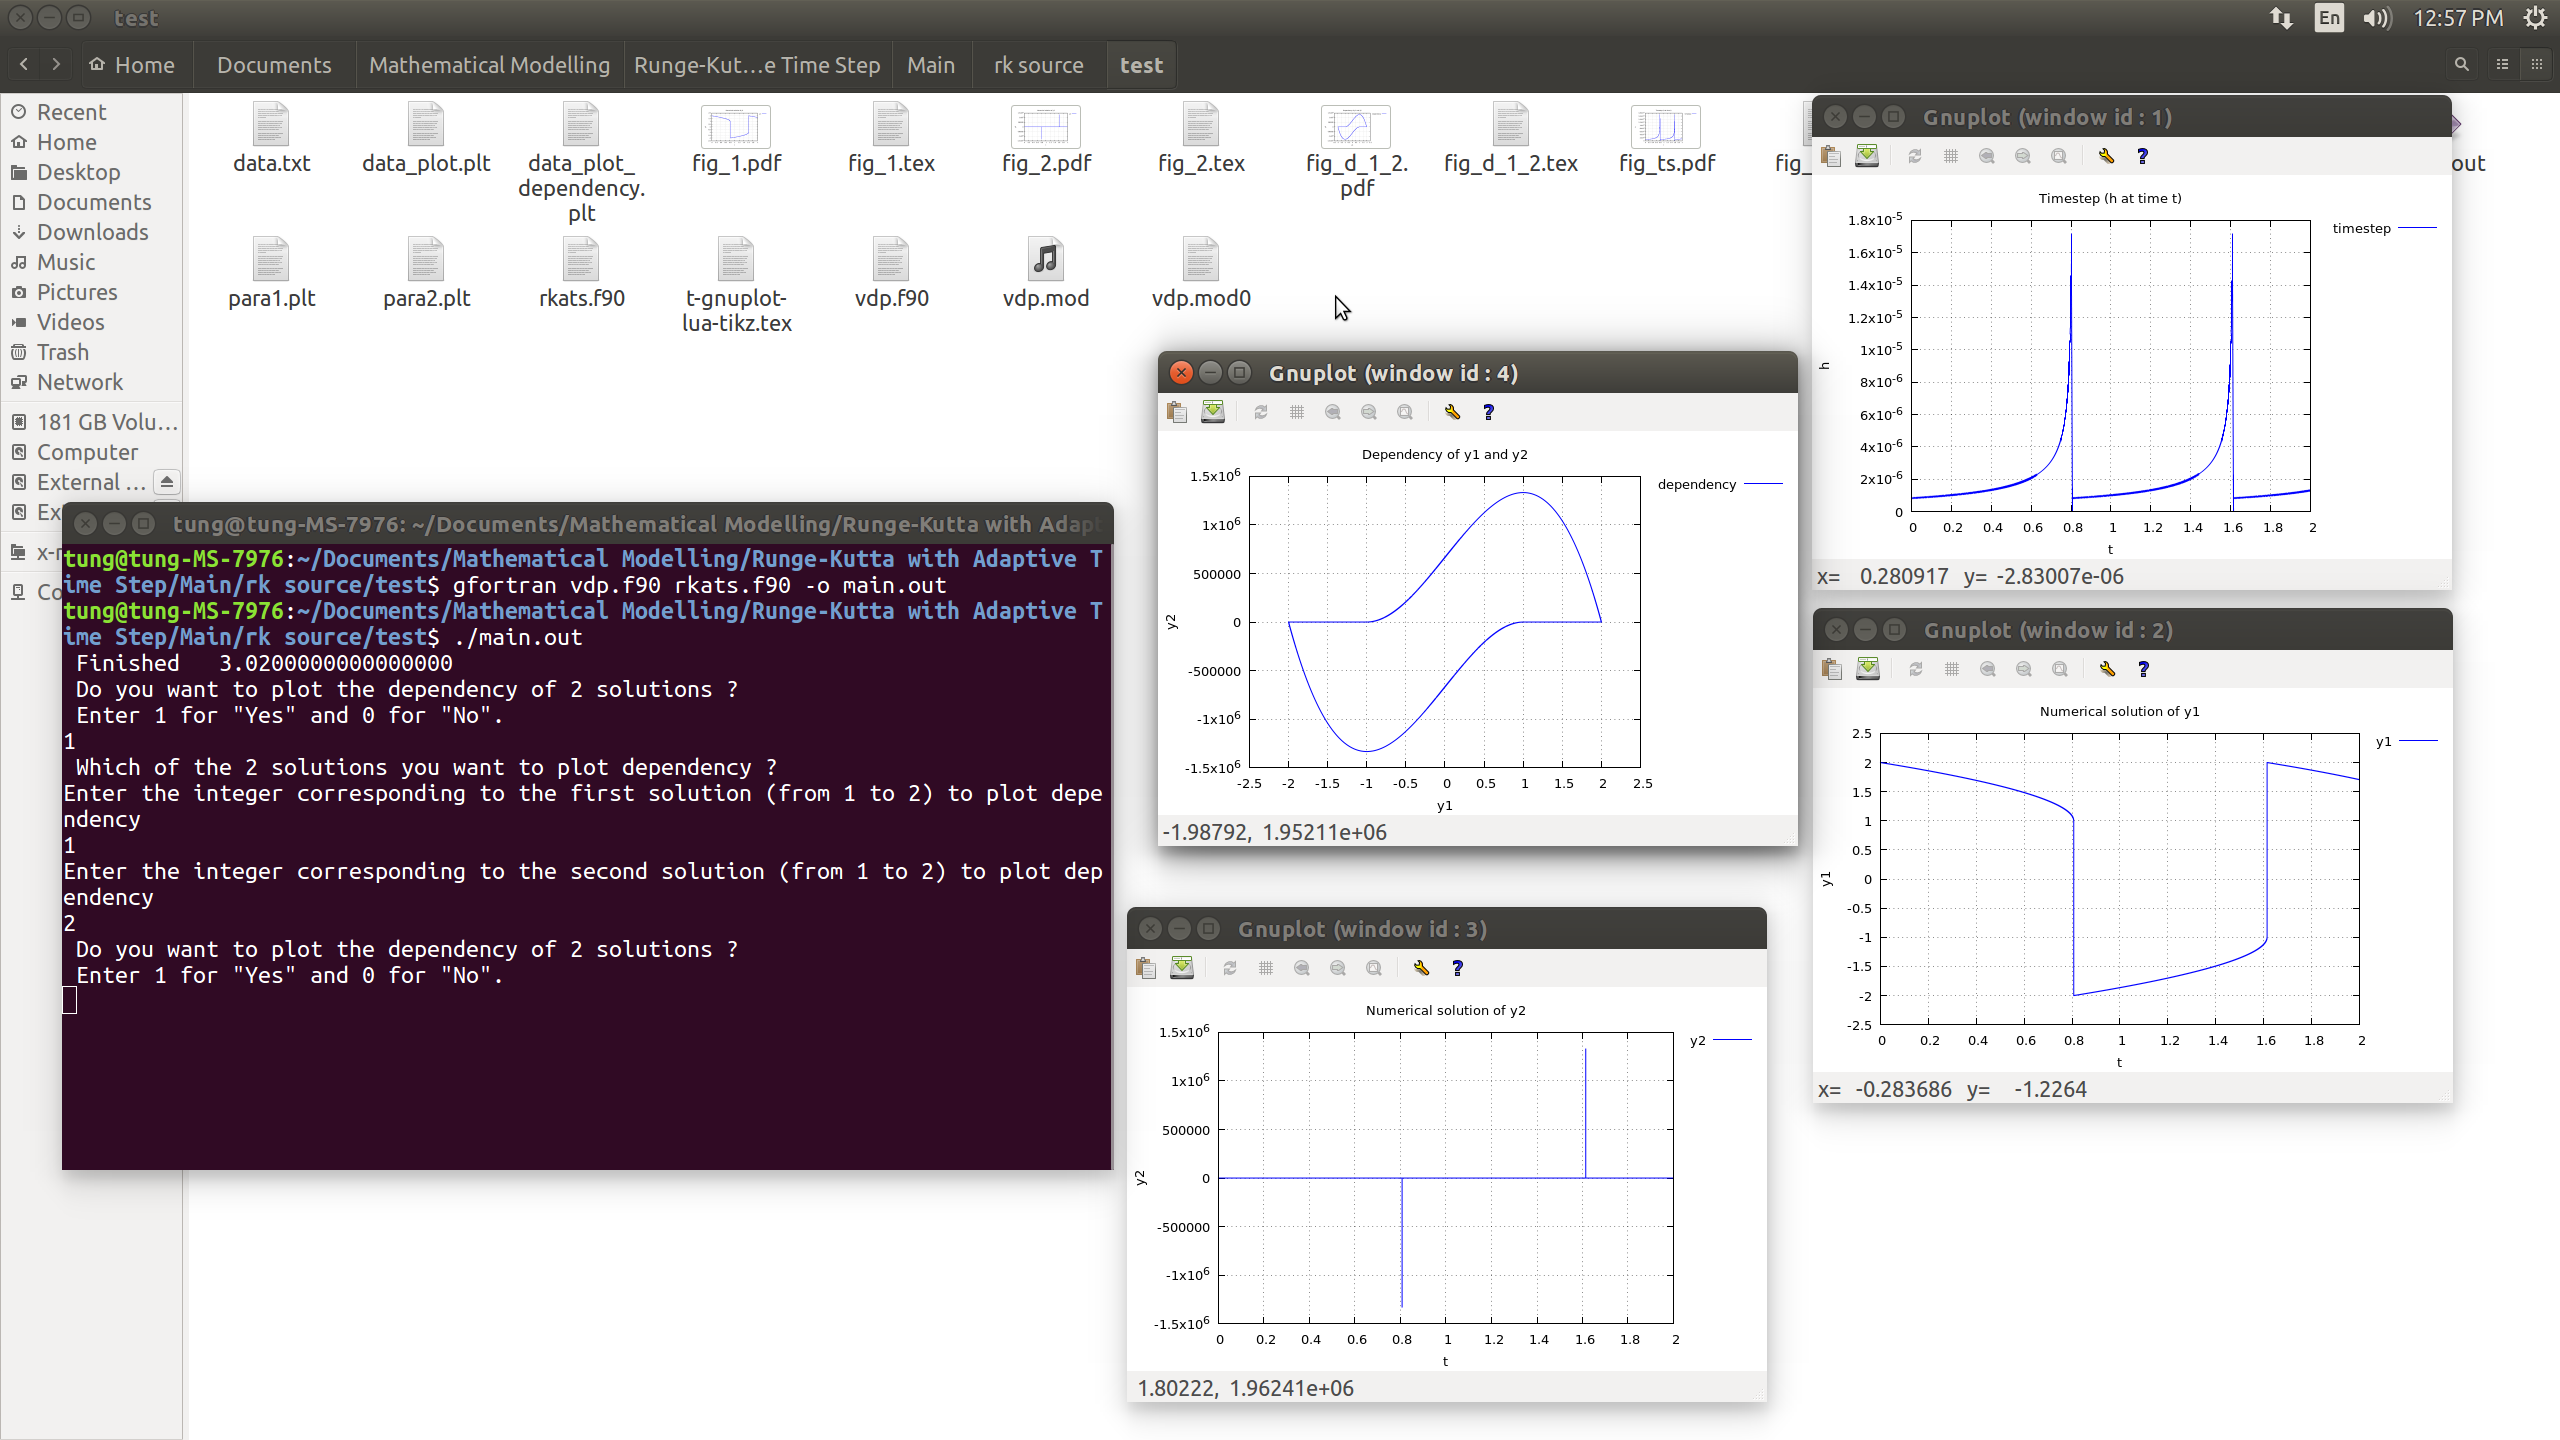 test
En
12:57 PM
Home
Documents
Mathematical Modelling
Runge-Kut...e Time Step
Main
rk source
test
Recent
Home
Desktop
Documents
Downloads
Music
Pictures
Videos
Trash
Network
181 GB Volu...
Computer
External ...
Ex
x-r
Co
data.txt
data_plot.plt
data_plot_
dependency.
plt
fig_1.pdf
fig_1.tex
fig_2.pdf
fig_2.tex
fig_d_1_2.
pdf
fig_d_1_2.tex
fig_ts.pdf
fig_
out
para1.plt
para2.plt
rkats.f90
t-gnuplot-
lua-tikz.tex
vdp.f90
vdp.mod
vdp.mod0
tung@tung-MS-7976: ~/Documents/Mathematical Modelling/Runge-Kutta with Adapt
tung@tung-MS-7976:~/Documents/Mathematical Modelling/Runge-Kutta with Adaptive T
ime Step/Main/rk source/test$ gfortran vdp.f90 rkats.f90 -o main.out
tung@tung-MS-7976:~/Documents/Mathematical Modelling/Runge-Kutta with Adaptive T
ime Step/Main/rk source/test$ ./main.out
Finished 3.0200000000000000
Do you want to plot the dependency of 2 solutions ?
Enter 1 for "Yes" and 0 for "No".
1
Which of the 2 solutions you want to plot dependency ?
Enter the integer corresponding to the first solution (from 1 to 2) to plot depe
ndency
1
Enter the integer corresponding to the second solution (from 1 to 2) to plot dep
endency
2
Do you want to plot the dependency of 2 solutions ?
Enter 1 for "Yes" and 0 for "No".
Gnuplot (window id : 4)
Dependency of y1 and y2
dependency
1.5x10⁶
1x10⁶
500000
0
-500000
-1x10⁶
-1.5x10⁶
y2
-2.5 -2 -1.5 -1 -0.5 0 0.5 1 1.5 2 2.5
y1
-1.98792, 1.95211e+06
Gnuplot (window id : 3)
Numerical solution of y2
y2
1.5x10⁶
1x10⁶
500000
0
-500000
-1x10⁶
-1.5x10⁶
y2
0 0.2 0.4 0.6 0.8 1 1.2 1.4 1.6 1.8 2
t
1.80222, 1.96241e+06
Gnuplot (window id : 1)
Timestep (h at time t)
timestep
1.8x10⁻⁵
1.6x10⁻⁵
1.4x10⁻⁵
1.2x10⁻⁵
1x10⁻⁵
8x10⁻⁶
6x10⁻⁶
4x10⁻⁶
2x10⁻⁶
0
h
0 0.2 0.4 0.6 0.8 1 1.2 1.4 1.6 1.8 2
t
x= 0.280917 y= -2.83007e-06
Gnuplot (window id : 2)
Numerical solution of y1
y1
2.5
2
1.5
1
0.5
0
-0.5
-1
-1.5
-2
-2.5
y1
0 0.2 0.4 0.6 0.8 1 1.2 1.4 1.6 1.8 2
t
x= -0.283686 y= -1.2264